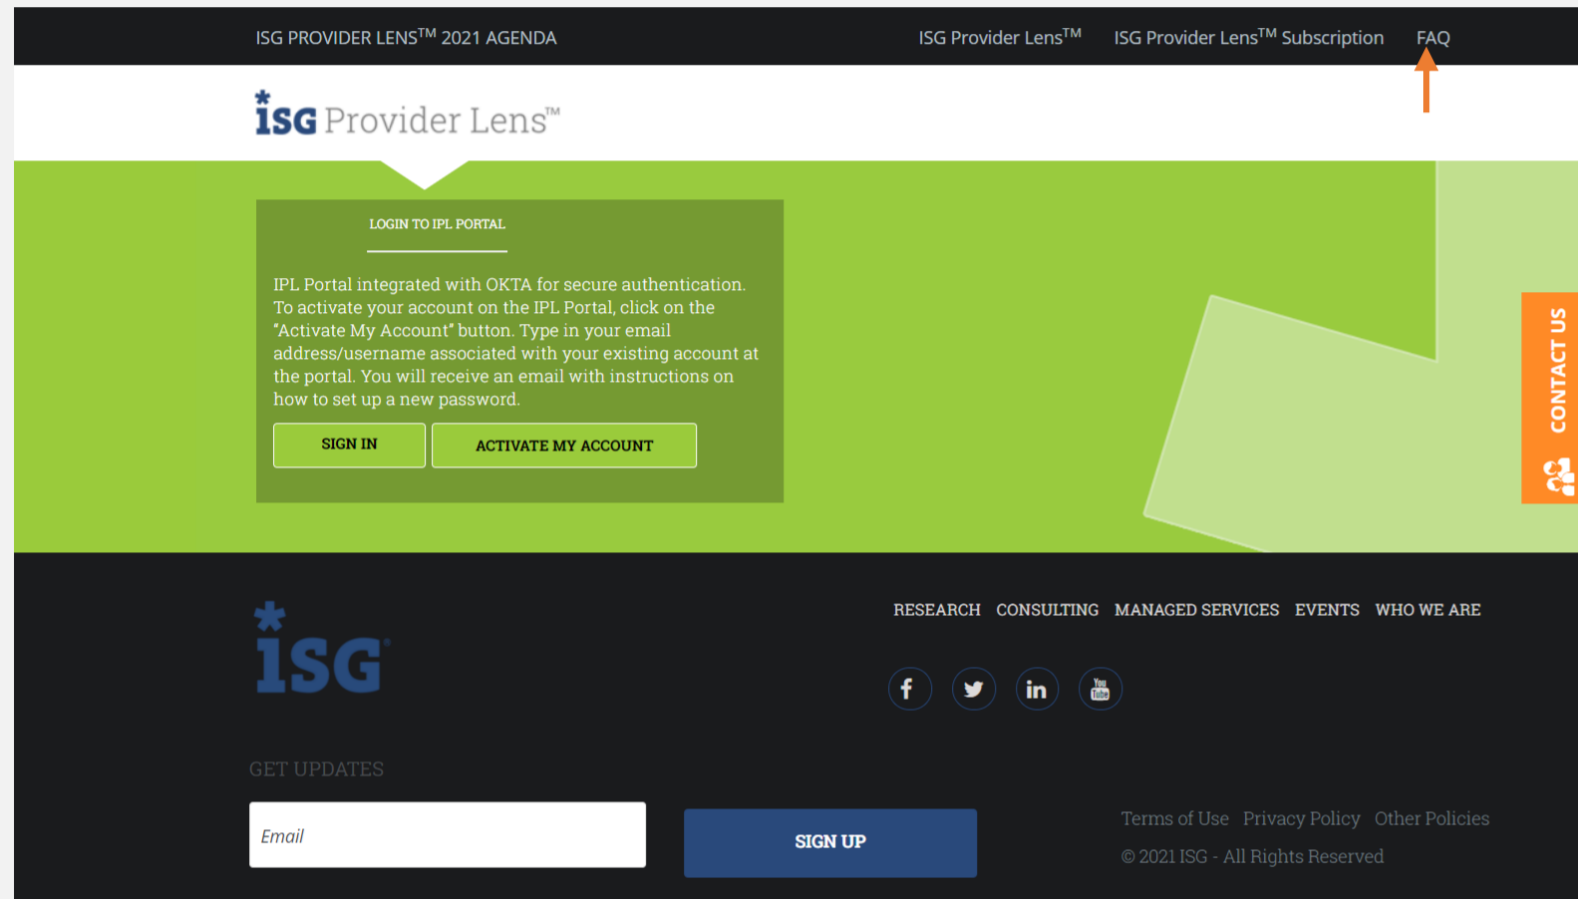 ISG PROVIDER LENS™ 2021 AGENDA
ISG Provider Lens™ ISG Provider Lens™ Subscription FAQ
isg Provider Lens™
LOGIN TO IPL PORTAL
IPL Portal integrated with OKTA for secure authentication.
To activate your account on the IPL Portal, click on the
"Activate My Account" button. Type in your email
address/username associated with your existing account at
the portal. You will receive an email with instructions on
how to set up a new password.
SIGN IN
ACTIVATE MY ACCOUNT
CONTACT US
isg®
RESEARCH CONSULTING MANAGED SERVICES EVENTS WHO WE ARE
f in You Tube
GET UPDATES
Email
SIGN UP
Terms of Use Privacy Policy Other Policies
© 2021 ISG - All Rights Reserved